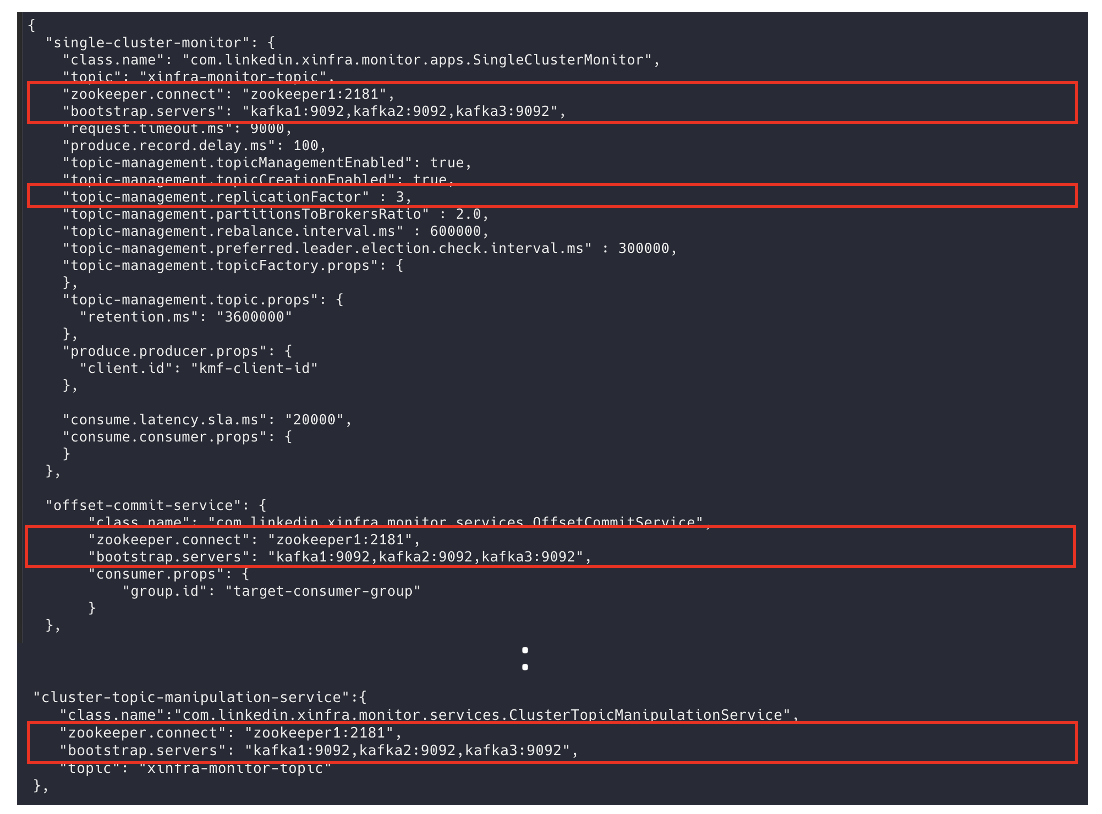 {
"single-cluster-monitor": {
"class.name": "com.linkedin.xinfra.monitor.apps.SingleClusterMonitor",
"topic": "xinfra-monitor-topic",
"zookeeper.connect": "zookeeper1:2181",
"bootstrap.servers": "kafka1:9092,kafka2:9092,kafka3:9092",
"request.timeout.ms": 9000,
"produce.record.delay.ms": 100,
"topic-management.topicManagementEnabled": true,
"topic-management.topicCreationEnabled": true,
"topic-management.replicationFactor" : 3,
"topic-management.partitionsToBrokersRatio" : 2.0,
"topic-management.rebalance.interval.ms" : 600000,
"topic-management.preferred.leader.election.check.interval.ms" : 300000,
"topic-management.topicFactory.props": {
},
"topic-management.topic.props": {
"retention.ms": "3600000"
},
"produce.producer.props": {
"client.id": "kmf-client-id"
},
"consume.latency.sla.ms": "20000",
"consume.consumer.props": {
}
},
"offset-commit-service": {
"class.name": "com.linkedin.xinfra.monitor.services.OffsetCommitService",
"zookeeper.connect": "zookeeper1:2181",
"bootstrap.servers": "kafka1:9092,kafka2:9092,kafka3:9092",
"consumer.props": {
"group.id": "target-consumer-group"
}
},
:
"cluster-topic-manipulation-service":{
"class.name":"com.linkedin.xinfra.monitor.services.ClusterTopicManipulationService",
"zookeeper.connect": "zookeeper1:2181",
"bootstrap.servers": "kafka1:9092,kafka2:9092,kafka3:9092",
"topic": "xinfra-monitor-topic"
},